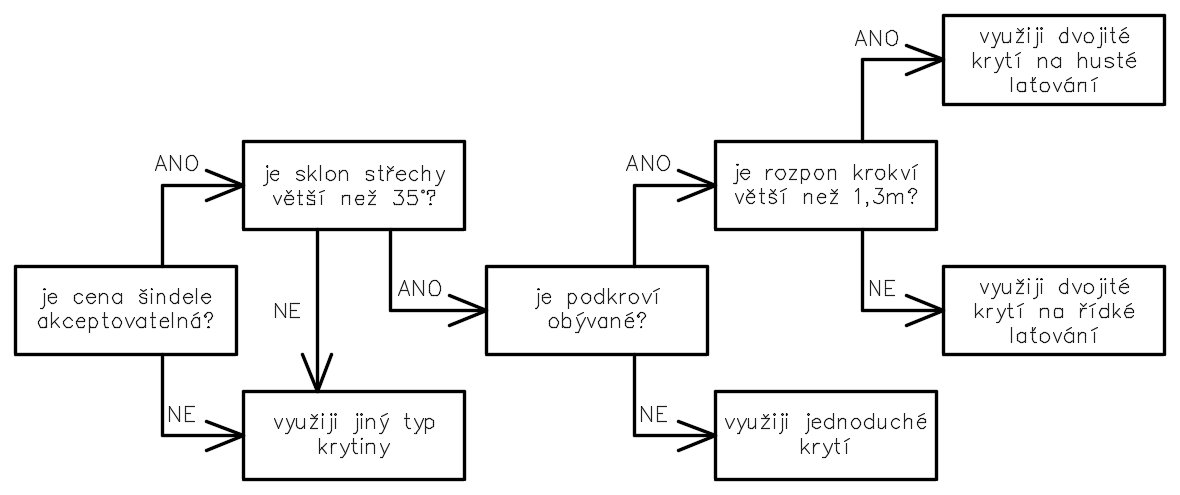 ANO
využiji dvojité
krytí na husté
laťování
ANO
je sklon střechy
větší než 35°?
ANO
je rozpon krokví
větší než 1,3m?
je cena šindele
akceptovatelná?
NE
ANO
je podkroví
obývané?
NE
využiji dvojité
krytí na řídké
laťování
NE
využiji jiný typ
krytiny
NE
využiji jednoduché
krytí